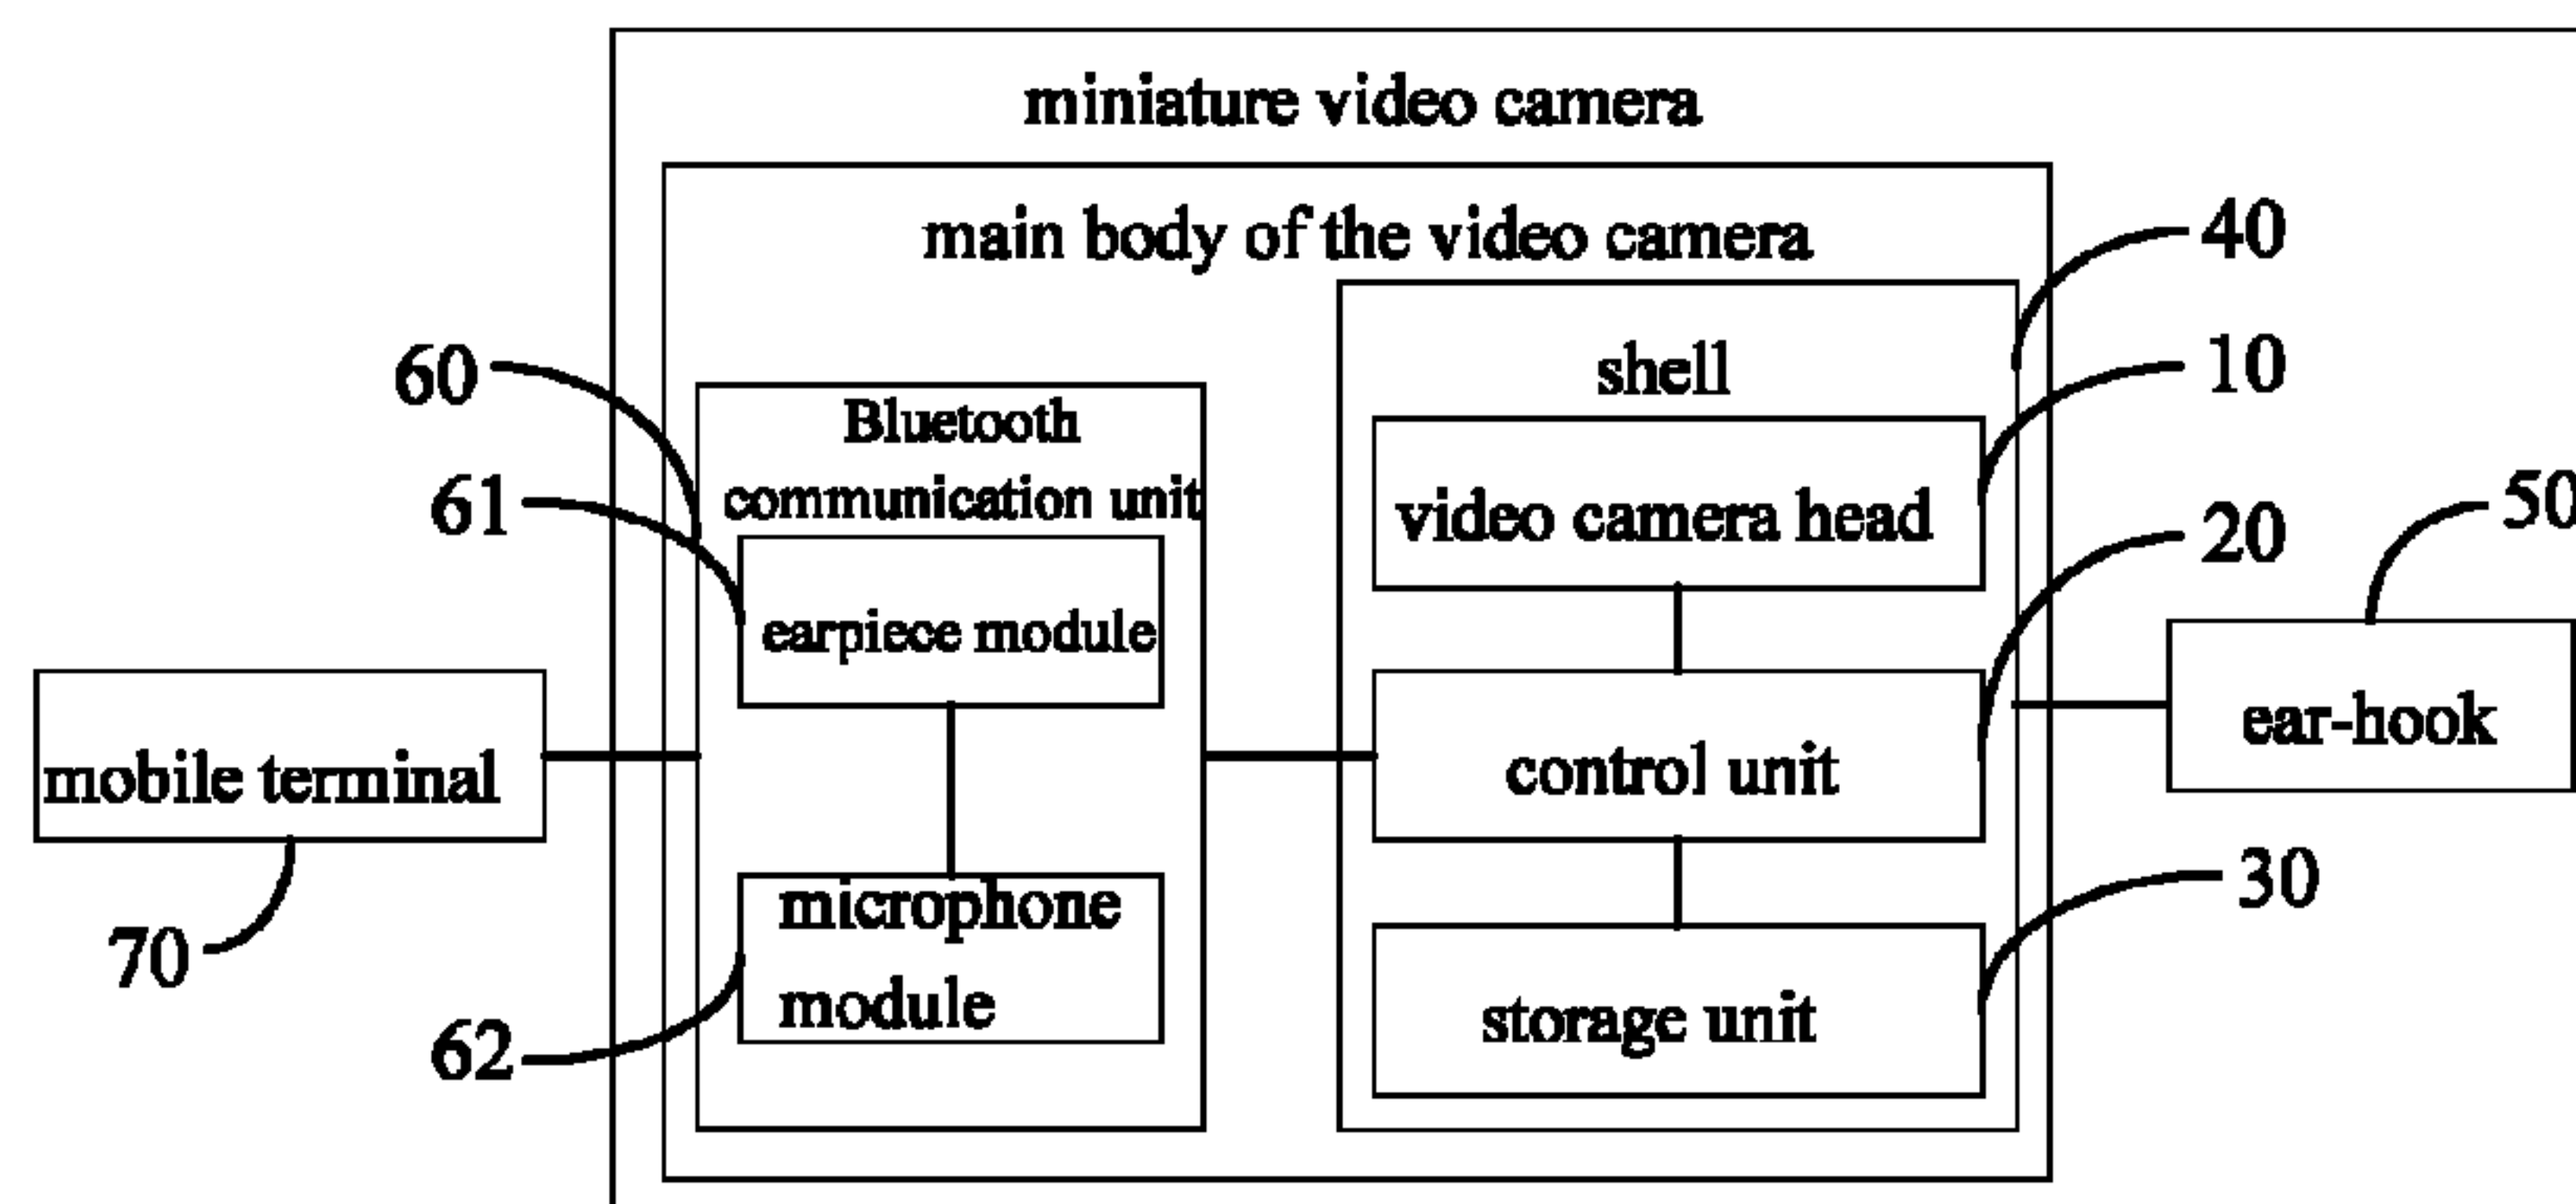 miniature video camera
main body of the video camera
40
shell
10
60
Bluetooth
communication unit
61
video camera head
50
20
earpiece module
mobile terminal
control unit
ear-hook
30
microphone
module
70
storage unit
62